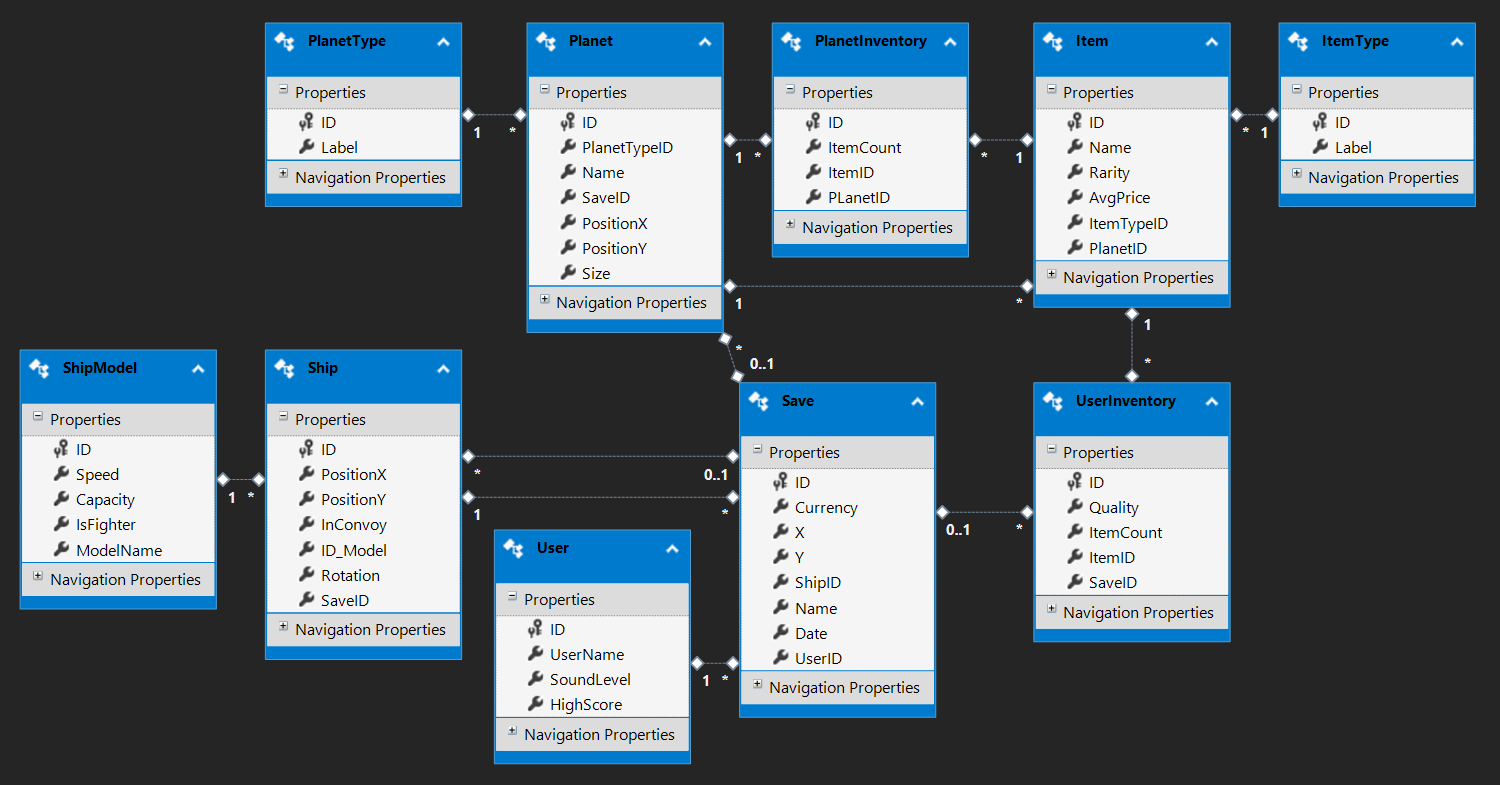 PlanetType
Properties
ID
Label
Navigation Properties
1
*
Planet
Properties
ID
PlanetTypeID
Name
SaveID
PositionX
PositionY
Size
Navigation Properties
1
*
PlanetInventory
Properties
ID
ItemCount
ItemID
PLanetID
Navigation Properties
*
1
Item
Properties
ID
Name
Rarity
AvgPrice
ItemTypeID
PlanetID
Navigation Properties
*
1
ItemType
Properties
ID
Label
Navigation Properties
1
*
*
0..1
1
*
ShipModel
Properties
ID
Speed
Capacity
IsFighter
ModelName
Navigation Properties
1
*
Ship
Properties
ID
PositionX
PositionY
InConvoy
ID_Model
Rotation
SaveID
Navigation Properties
*
0..1
1
*
User
Properties
ID
UserName
SoundLevel
HighScore
Navigation Properties
1
*
Save
Properties
ID
Currency
X
Y
ShipID
Name
Date
UserID
Navigation Properties
0..1
*
UserInventory
Properties
ID
Quality
ItemCount
ItemID
SaveID
Navigation Properties